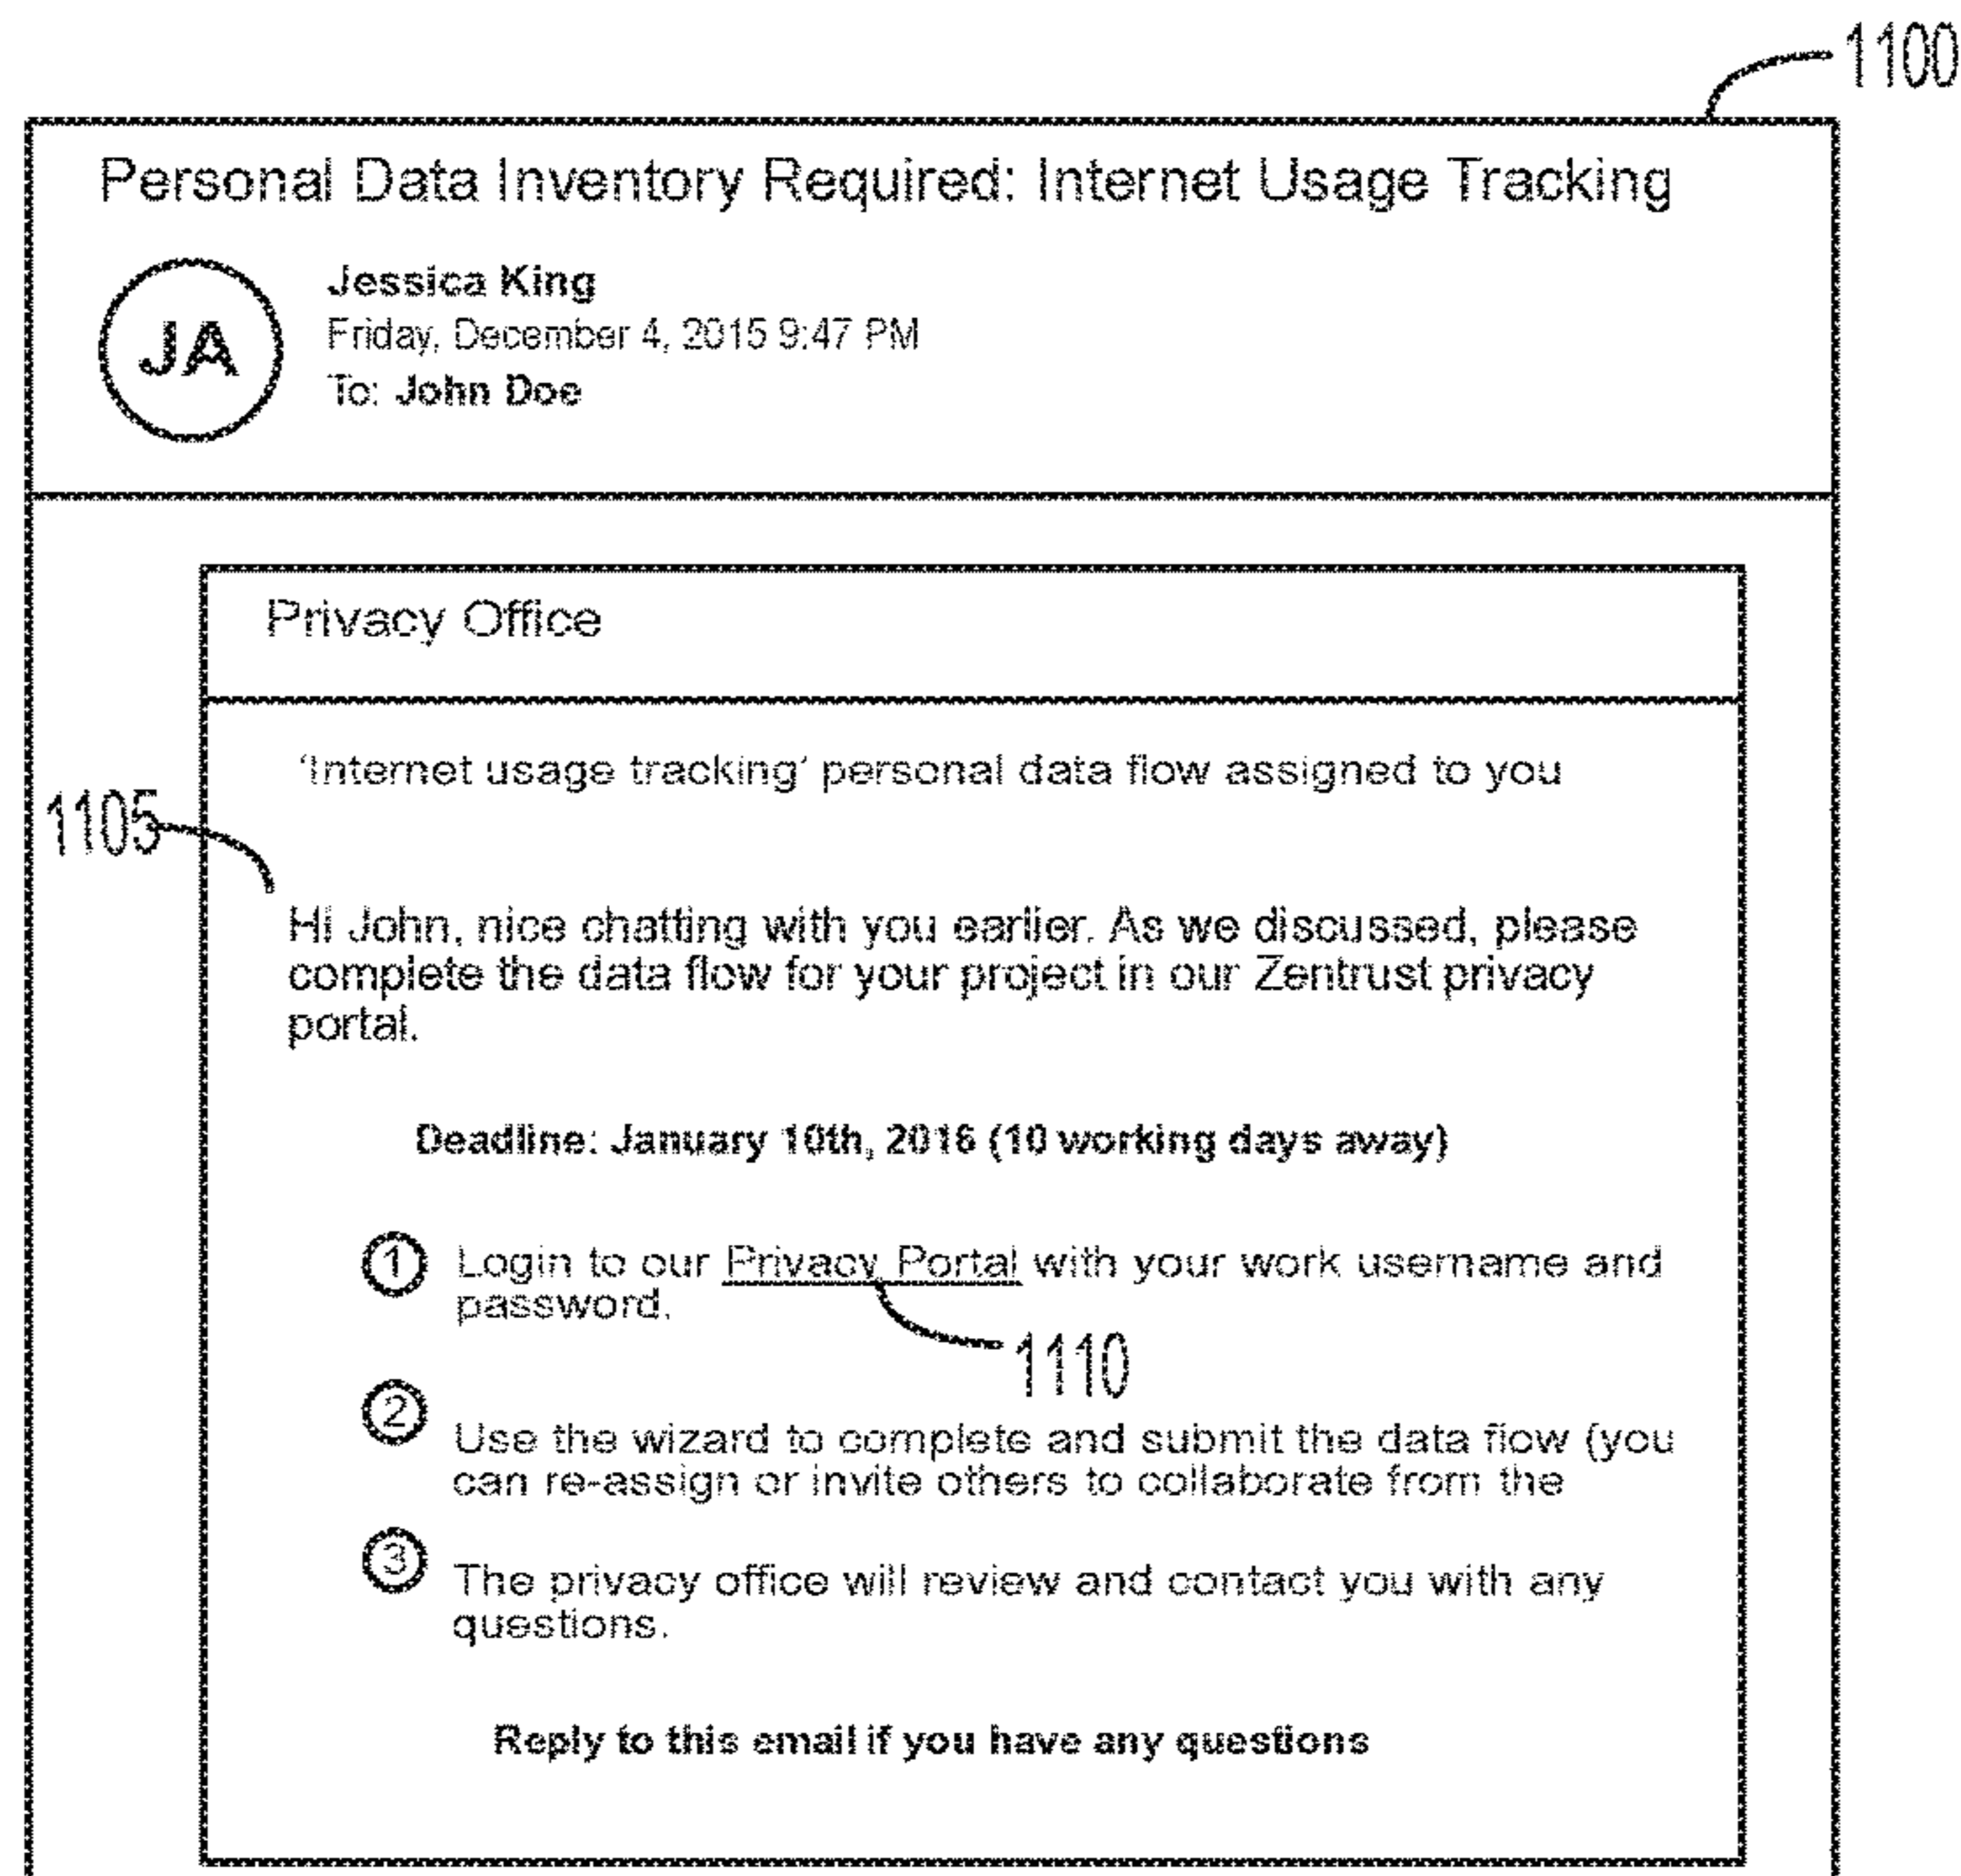 1100
Personal Data Inventory Required: Internet Usage Tracking
JA
Jessica King
Friday, December 4, 2015 9:47 PM
To: John Doe
Privacy Office
‘Internet usage tracking’ personal data flow assigned to you
1105
Hi John, nice chatting with you earlier. As we discussed, please
complete the data flow for your project in our Zentrust privacy
portal.
Deadline: January 10th, 2016 (10 working days away)
1 Login to our Privacy Portal with your work username and
password.
1110
2 Use the wizard to complete and submit the data flow (you
can re-assign or invite others to collaborate from the
3 The privacy office will review and contact you with any
questions.
Reply to this email if you have any questions